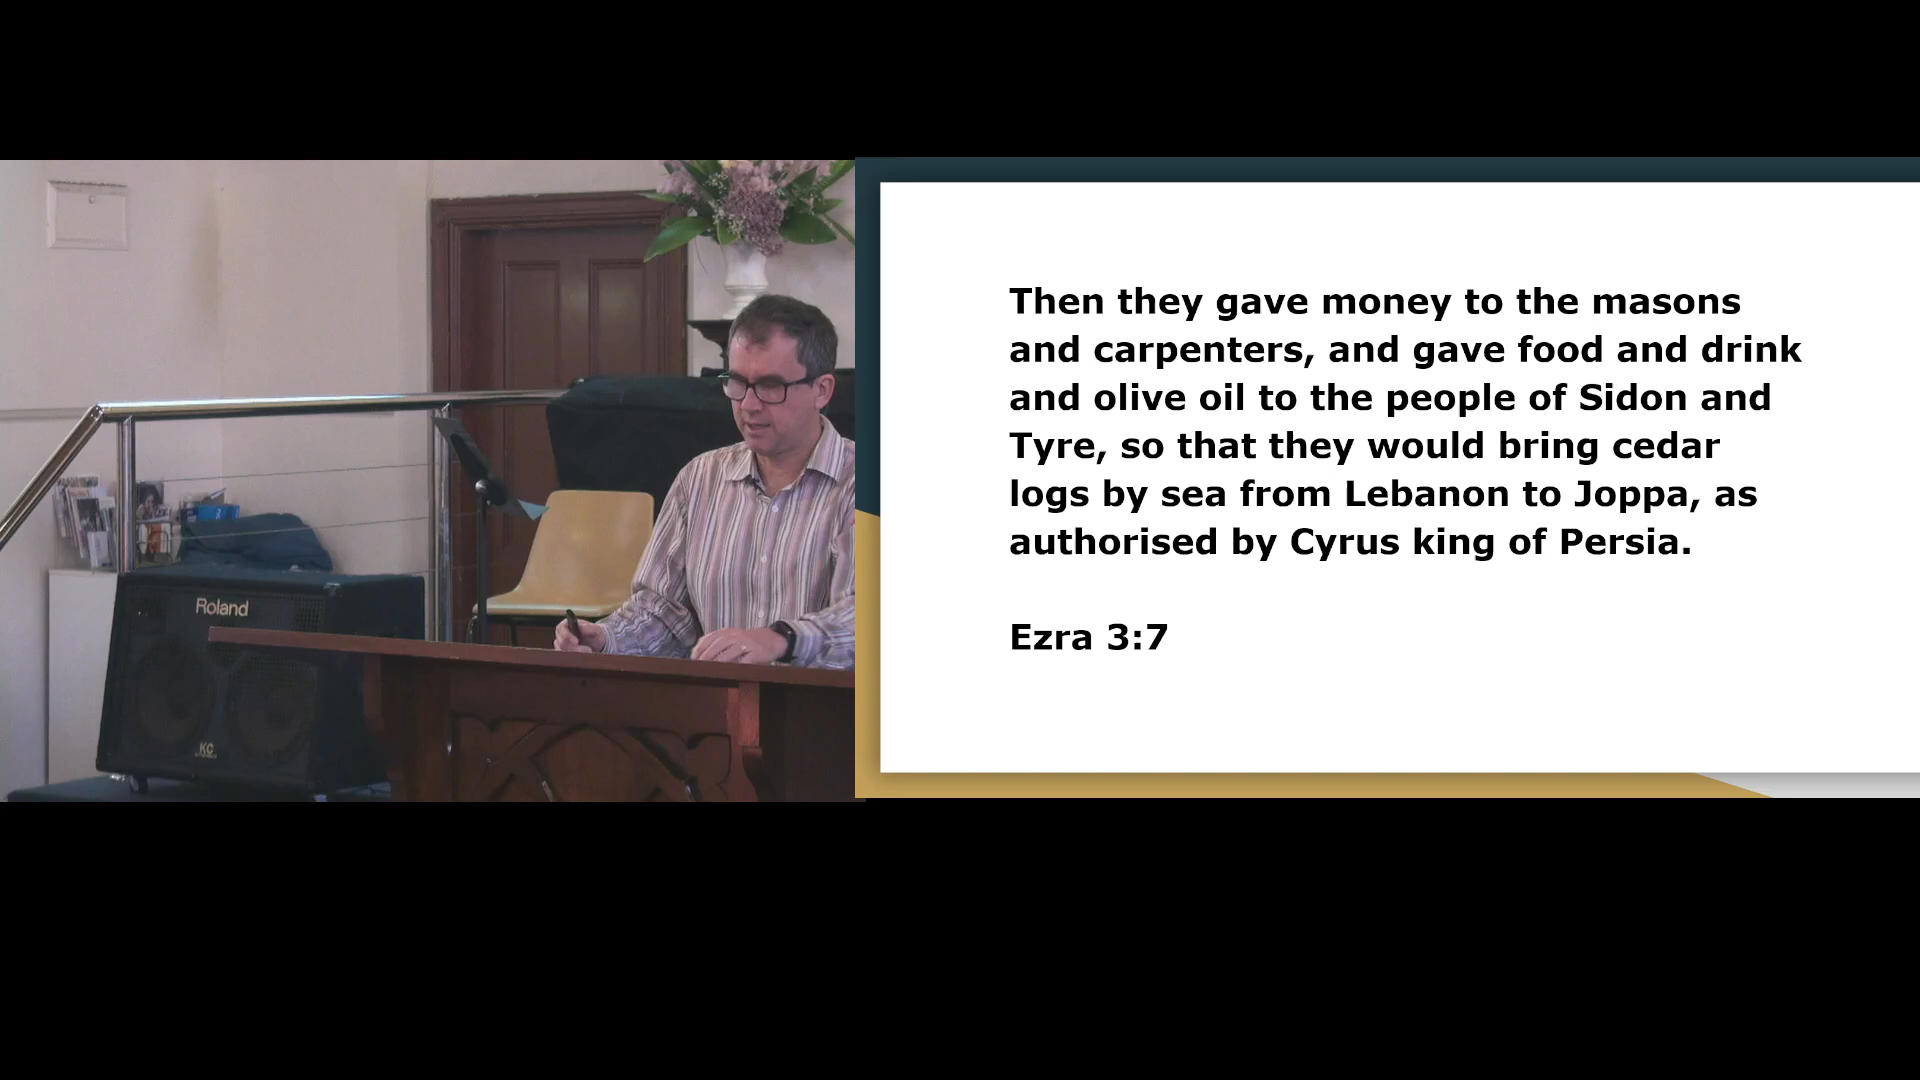 Roland
KC
Then they gave money to the masons
and carpenters, and gave food and drink
and olive oil to the people of Sidon and
Tyre, so that they would bring cedar
logs by sea from Lebanon to Joppa, as
authorised by Cyrus king of Persia.
Ezra 3:7